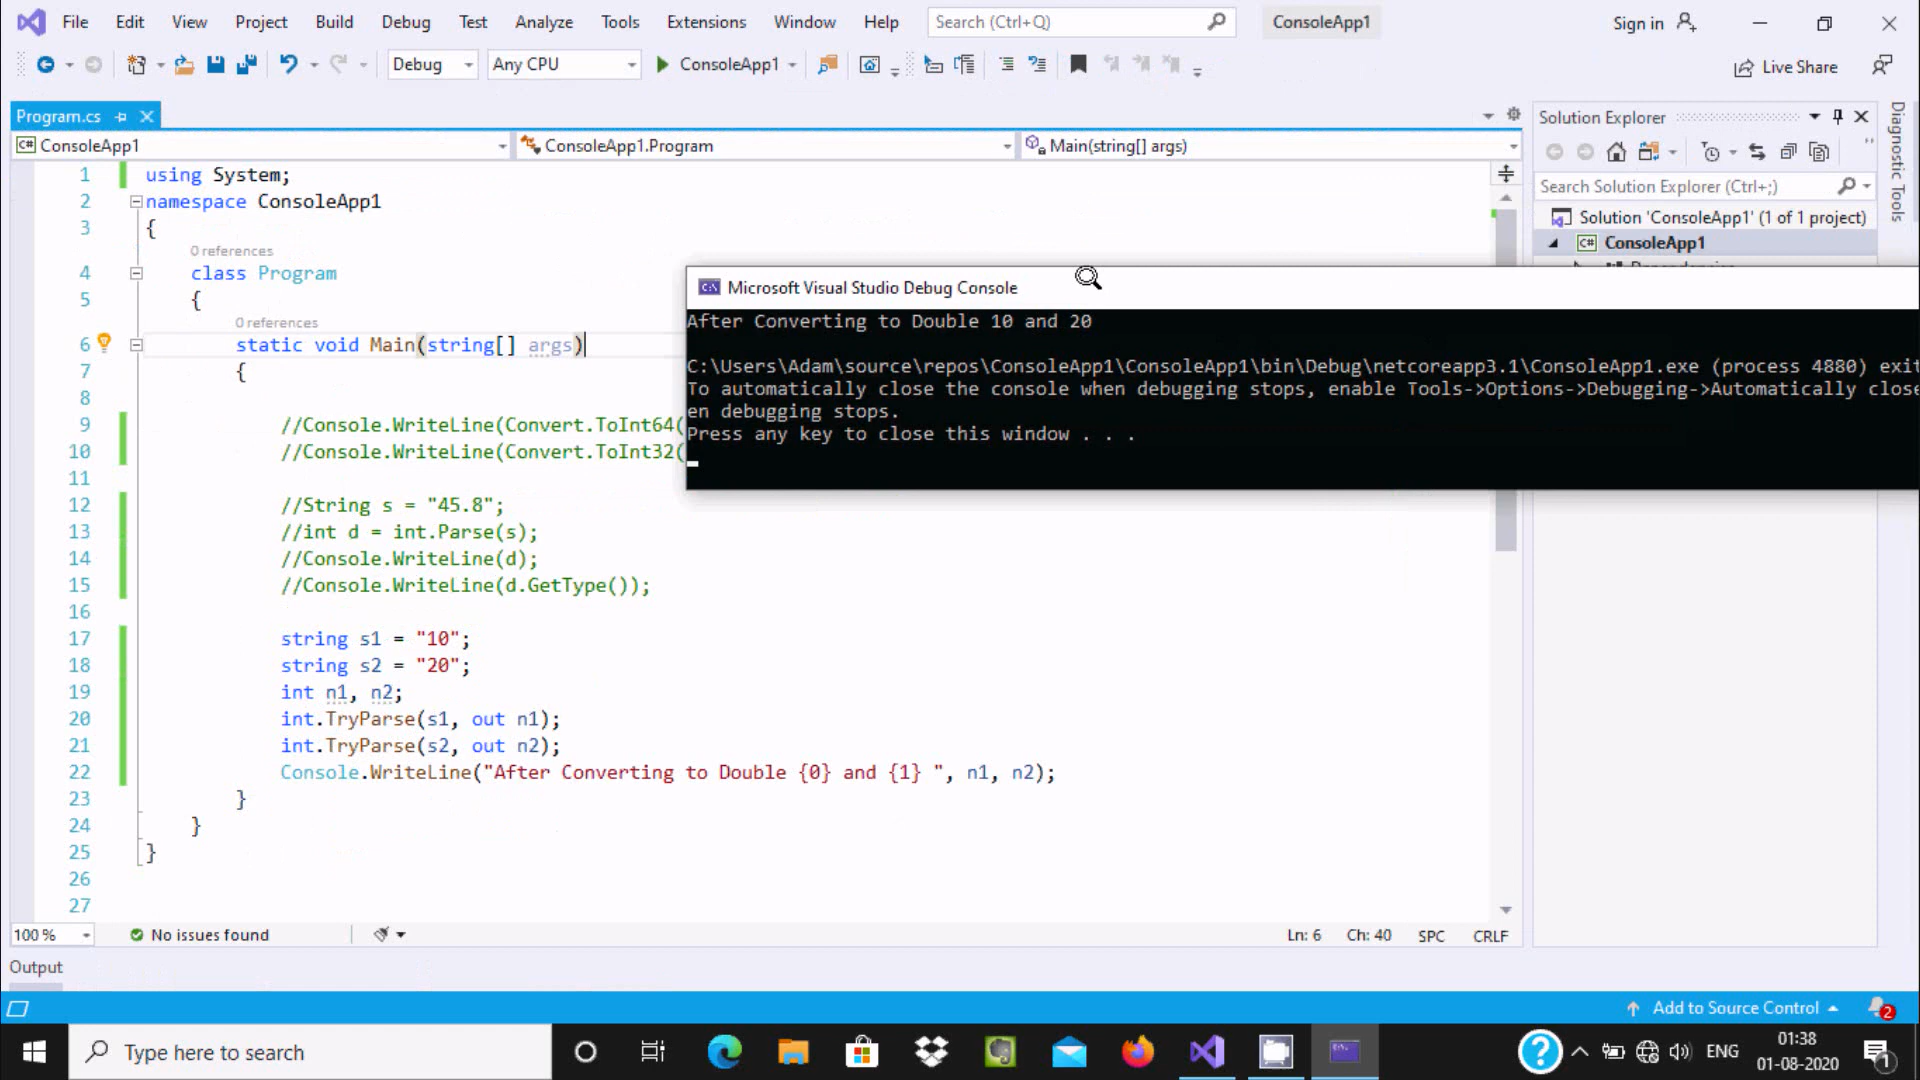 File Edit View Project Build Debug Test Analyze Tools Extensions Window Help Search (Ctrl+Q) ConsoleApp1 Sign in
Debug Any CPU ConsoleApp1 Live Share
Program.cs
ConsoleApp1 ConsoleApp1.Program Main(string[] args)
Solution Explorer
Search Solution Explorer (Ctrl+;)
Solution 'ConsoleApp1' (1 of 1 project)
ConsoleApp1
Diagnostic Tools
1 using System;
2 namespace ConsoleApp1
3 {
0 references
4 class Program
5 {
0 references
6 static void Main(string[] args)
7 {
8
9 //Console.WriteLine(Convert.ToInt64(
10 //Console.WriteLine(Convert.ToInt32(
11
12 //String s = "45.8";
13 //int d = int.Parse(s);
14 //Console.WriteLine(d);
15 //Console.WriteLine(d.GetType());
16
17 string s1 = "10";
18 string s2 = "20";
19 int n1, n2;
20 int.TryParse(s1, out n1);
21 int.TryParse(s2, out n2);
22 Console.WriteLine("After Converting to Double {0} and {1} ", n1, n2);
23 }
24 }
25 }
26
27
Microsoft Visual Studio Debug Console
After Converting to Double 10 and 20
C:\Users\Adam\source\repos\ConsoleApp1\ConsoleApp1\bin\Debug\netcoreapp3.1\ConsoleApp1.exe (process 4880) exit
To automatically close the console when debugging stops, enable Tools->Options->Debugging->Automatically close
en debugging stops.
Press any key to close this window . . .
100 % No issues found Ln: 6 Ch: 40 SPC CRLF
Output
Add to Source Control 2
Type here to search ENG 01:38
01-08-2020 1